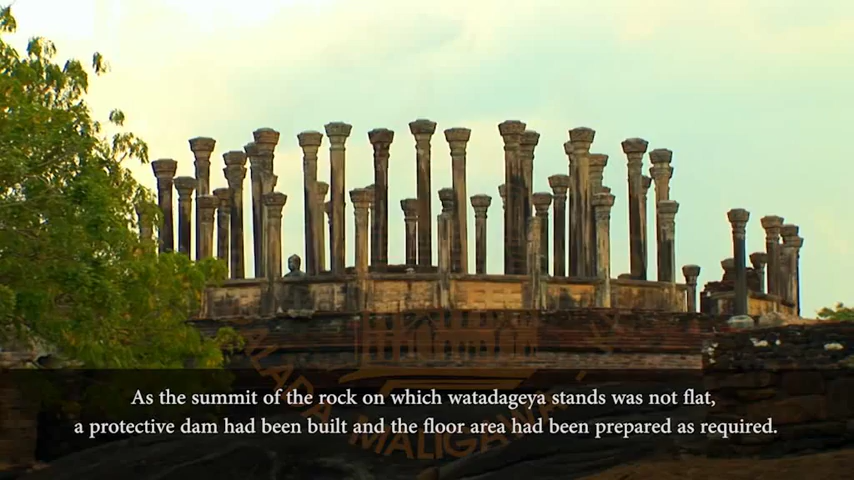 As the summit of the rock on which watadageya stands was not flat,
a protective dam had been built and the floor area had been prepared as required.
MALIGAWA